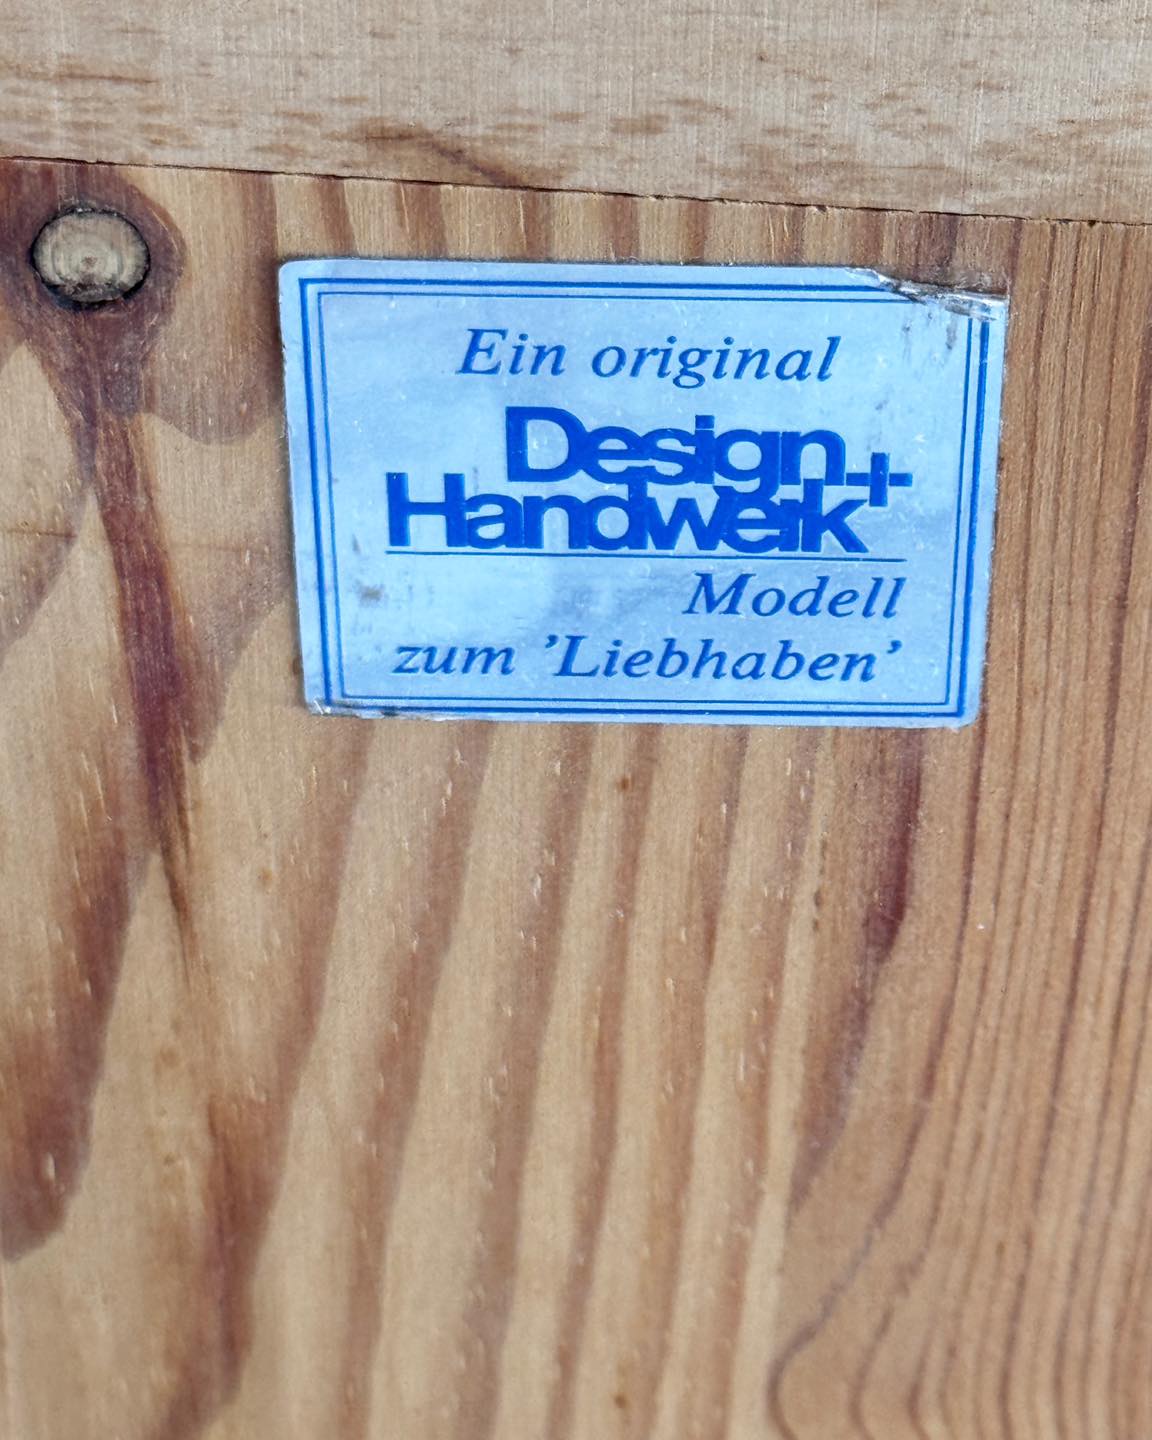 Ein original
Design+
Handwerk
Modell
zum 'Liebhaben'